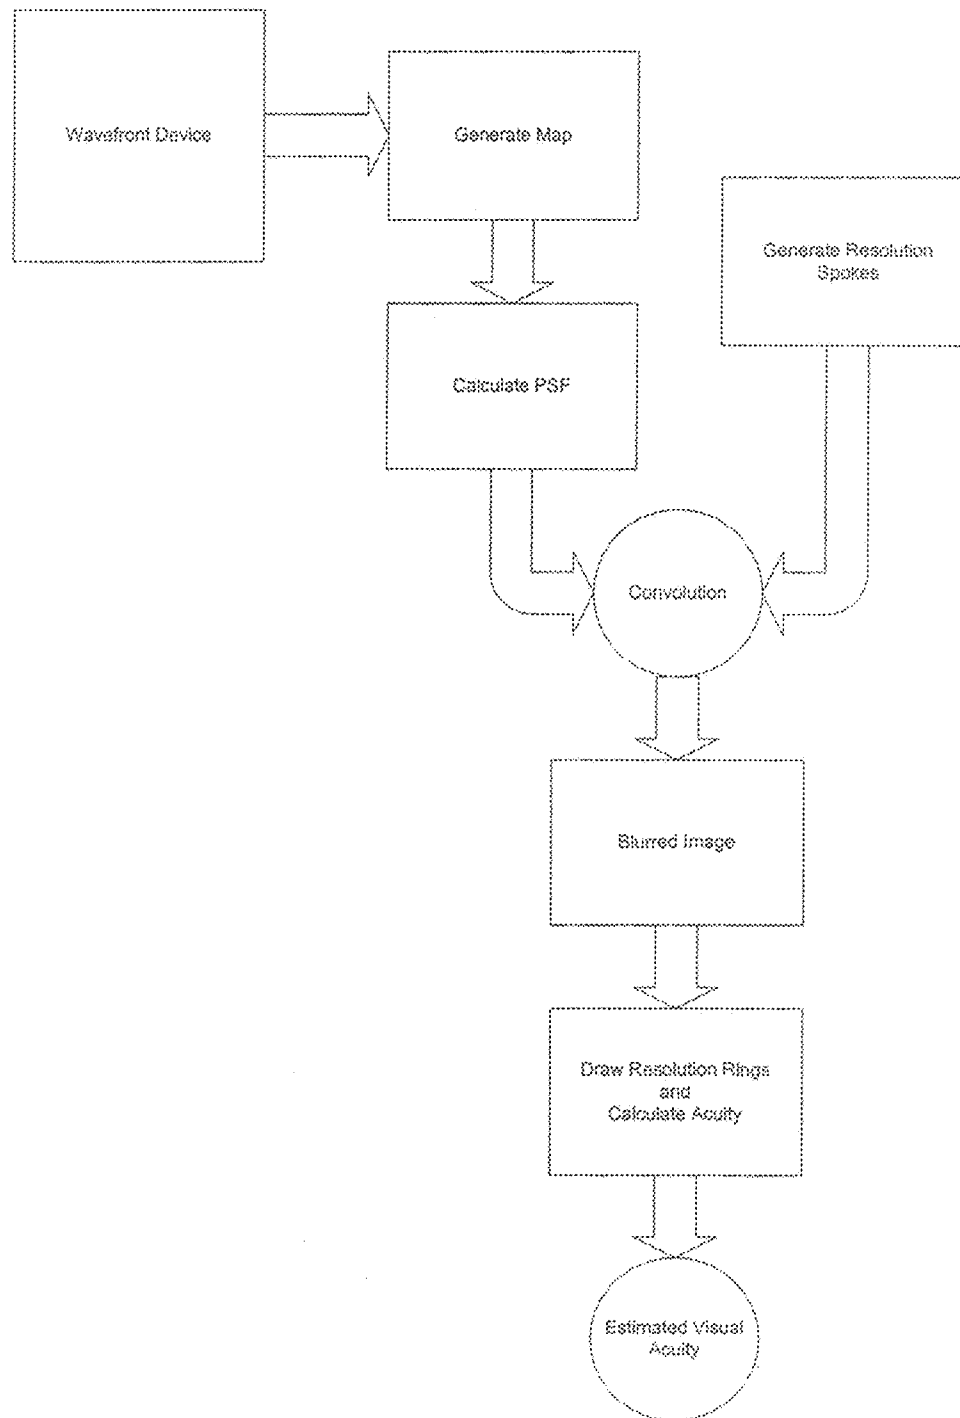 Wavefront Device
Generate Map
Generate Resolution
Spokes
Calculate PSF
Convolution
Blurred Image
Draw Resolution Rings
and
Calculate Acuity
Estimated Visual
Acuity